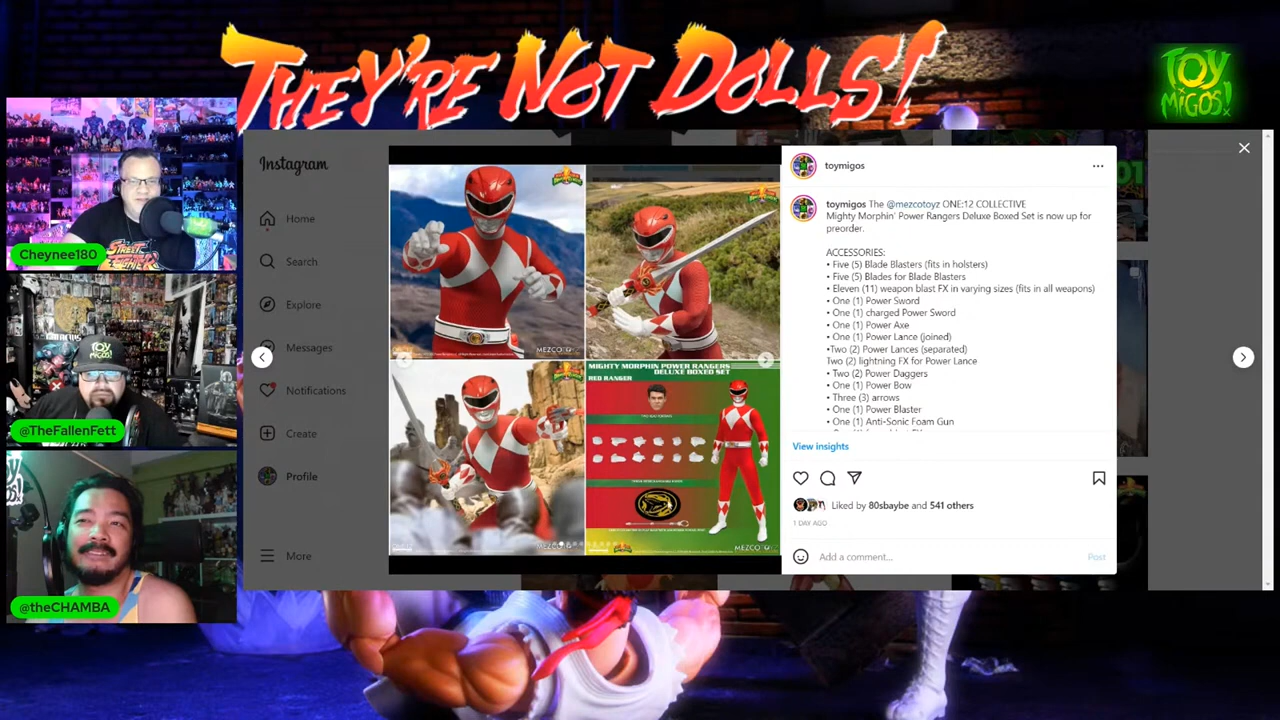 THEY'RE NOT DOLLS!
TOY
MIGOS!
Cheynee180
@TheFallenFett
TOY
MIGOS!
@theCHAMBA
Instagram
Home
Search
Explore
Messages
Notifications
Create
Profile
More
MEZCO
MEZCO
MIGHTY MORPHIN POWER RANGERS
DELUXE BOXED SET
RED RANGER
MEZCO
toymigos
toymigos The @mezcotoyz ONE:12 COLLECTIVE
Mighty Morphin' Power Rangers Deluxe Boxed Set is now up for
preorder.
ACCESSORIES:
• Five (5) Blade Blasters (fits in holsters)
• Five (5) Blades for Blade Blasters
• Eleven (11) weapon blast FX in varying sizes (fits in all weapons)
• One (1) Power Sword
• One (1) charged Power Sword
• One (1) Power Axe
• One (1) Power Lance (joined)
•Two (2) Power Lances (separated)
Two (2) lightning FX for Power Lance
• Two (2) Power Daggers
• One (1) Power Bow
• Three (3) arrows
• One (1) Power Blaster
• One (1) Anti-Sonic Foam Gun
View insights
Liked by 80sbaybe and 541 others
1 DAY AGO
Add a comment...
Post